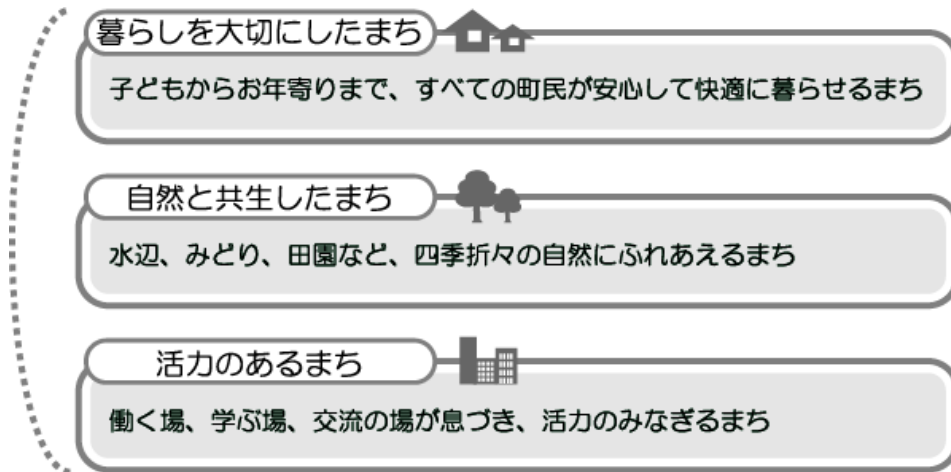 暮らしを大切にしたまち
子どもからお年寄りまで、すべての町民が安心して快適に暮らせるまち
自然と共生したまち
水辺、みどり、田園など、四季折々の自然にふれあえるまち
活力のあるまち
働く場、学ぶ場、交流の場が息づき、活力のみなぎるまち